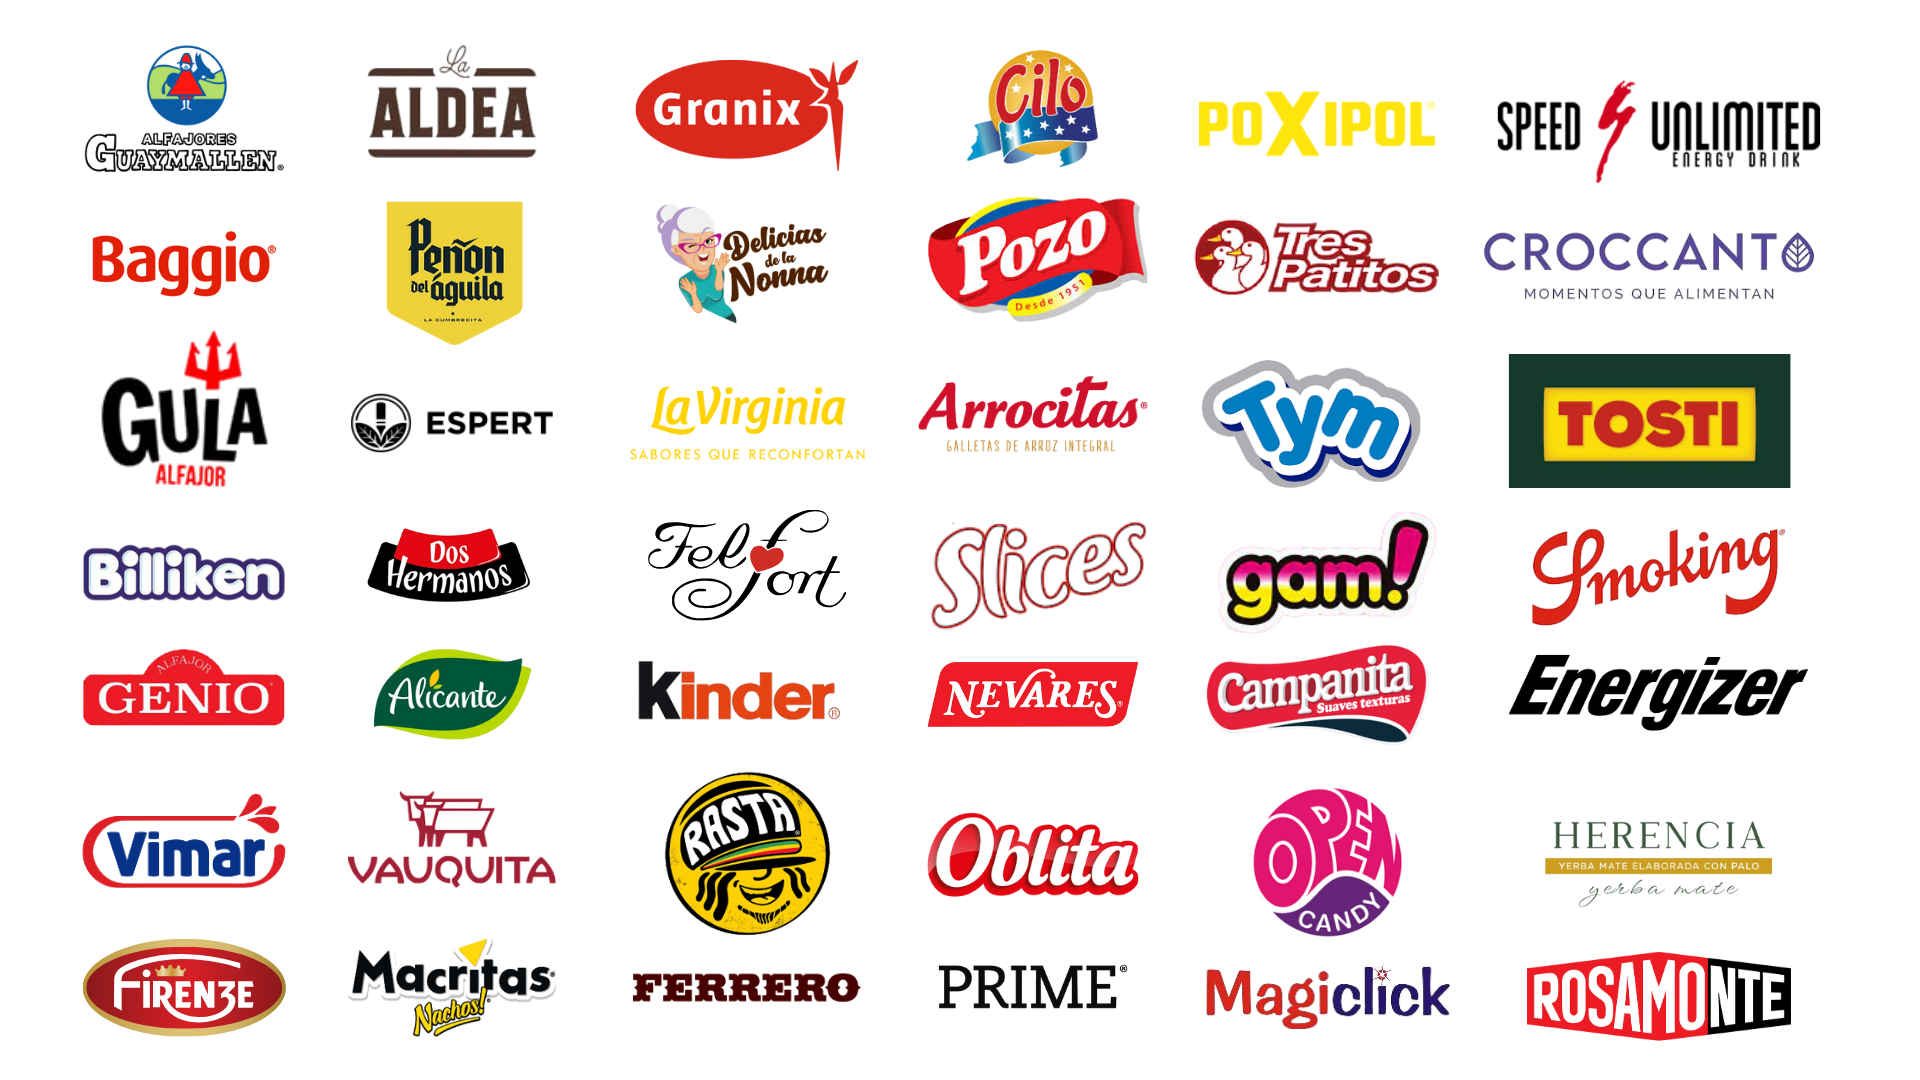 ALFAJORES
GUAYMALLEN®
La
ALDEA
Granix
Cilo
POXIPOL®
SPEED UNLIMITED
ENERGY DRINK
Baggio®
Peñon
del águila
LA CUMBRECITA
Delicias
de la
Nonna
Pozo
Desde 1951
Tres
Patitos
CROCCANTO
MOMENTOS QUE ALIMENTAN
GULA
ALFAJOR
ESPERT
La Virginia
SABORES QUE RECONFORTAN
Arrocitas®
GALLETAS DE ARROZ INTEGRAL
Tym
TOSTI
Billiken
Dos
Hermanos
Felfort
Slices
gam!
Smoking®
ALFAJOR
GENIO
Alicante
Kinder®
NEVARES®
Campanita
Suaves texturas
Energizer
Vimar
VAUQUITA
RASTA
Oblita
OPEN
CANDY
HERENCIA
YERBA MATE ELABORADA CON PALO
yerba mate
FIRENZE
Macritas®
Nachos!
FERRERO
PRIME®
Magiclick
ROSAMONTE